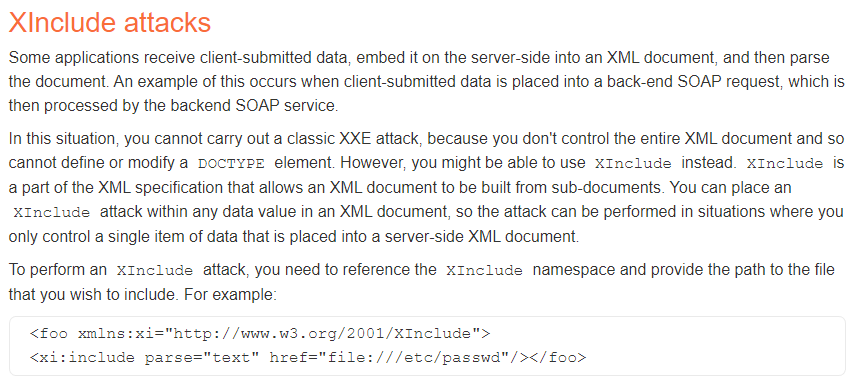 XInclude attacks
Some applications receive client-submitted data, embed it on the server-side into an XML document, and then parse
the document. An example of this occurs when client-submitted data is placed into a back-end SOAP request, which is
then processed by the backend SOAP service.
In this situation, you cannot carry out a classic XXE attack, because you don't control the entire XML document and so
cannot define or modify a DOCTYPE element. However, you might be able to use XInclude instead. XInclude is
a part of the XML specification that allows an XML document to be built from sub-documents. You can place an
XInclude attack within any data value in an XML document, so the attack can be performed in situations where you
only control a single item of data that is placed into a server-side XML document.
To perform an XInclude attack, you need to reference the XInclude namespace and provide the path to the file
that you wish to include. For example:
<foo xmlns:xi="http://www.w3.org/2001/XInclude">
<xi:include parse="text" href="file:///etc/passwd"/></foo>